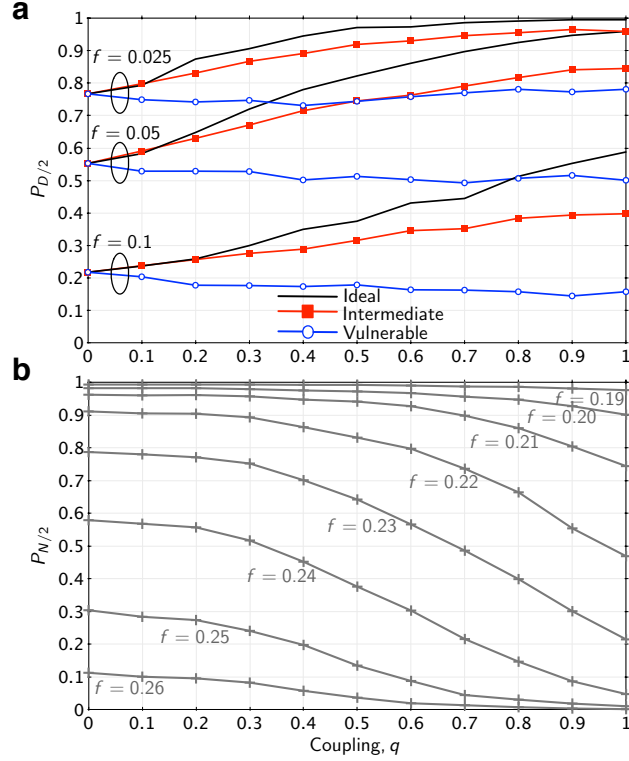 a
1
0.9
0.8
0.7
0.6
0.5
0.4
0.3
0.2
0.1
0
P_{D/2}
f = 0.025
f = 0.05
f = 0.1
Ideal
Intermediate
Vulnerable
0 0.1 0.2 0.3 0.4 0.5 0.6 0.7 0.8 0.9 1
b
1
0.9
0.8
0.7
0.6
0.5
0.4
0.3
0.2
0.1
0
P_{N/2}
f = 0.19
f = 0.20
f = 0.21
f = 0.22
f = 0.23
f = 0.24
f = 0.25
f = 0.26
0 0.1 0.2 0.3 0.4 0.5 0.6 0.7 0.8 0.9 1
Coupling, q